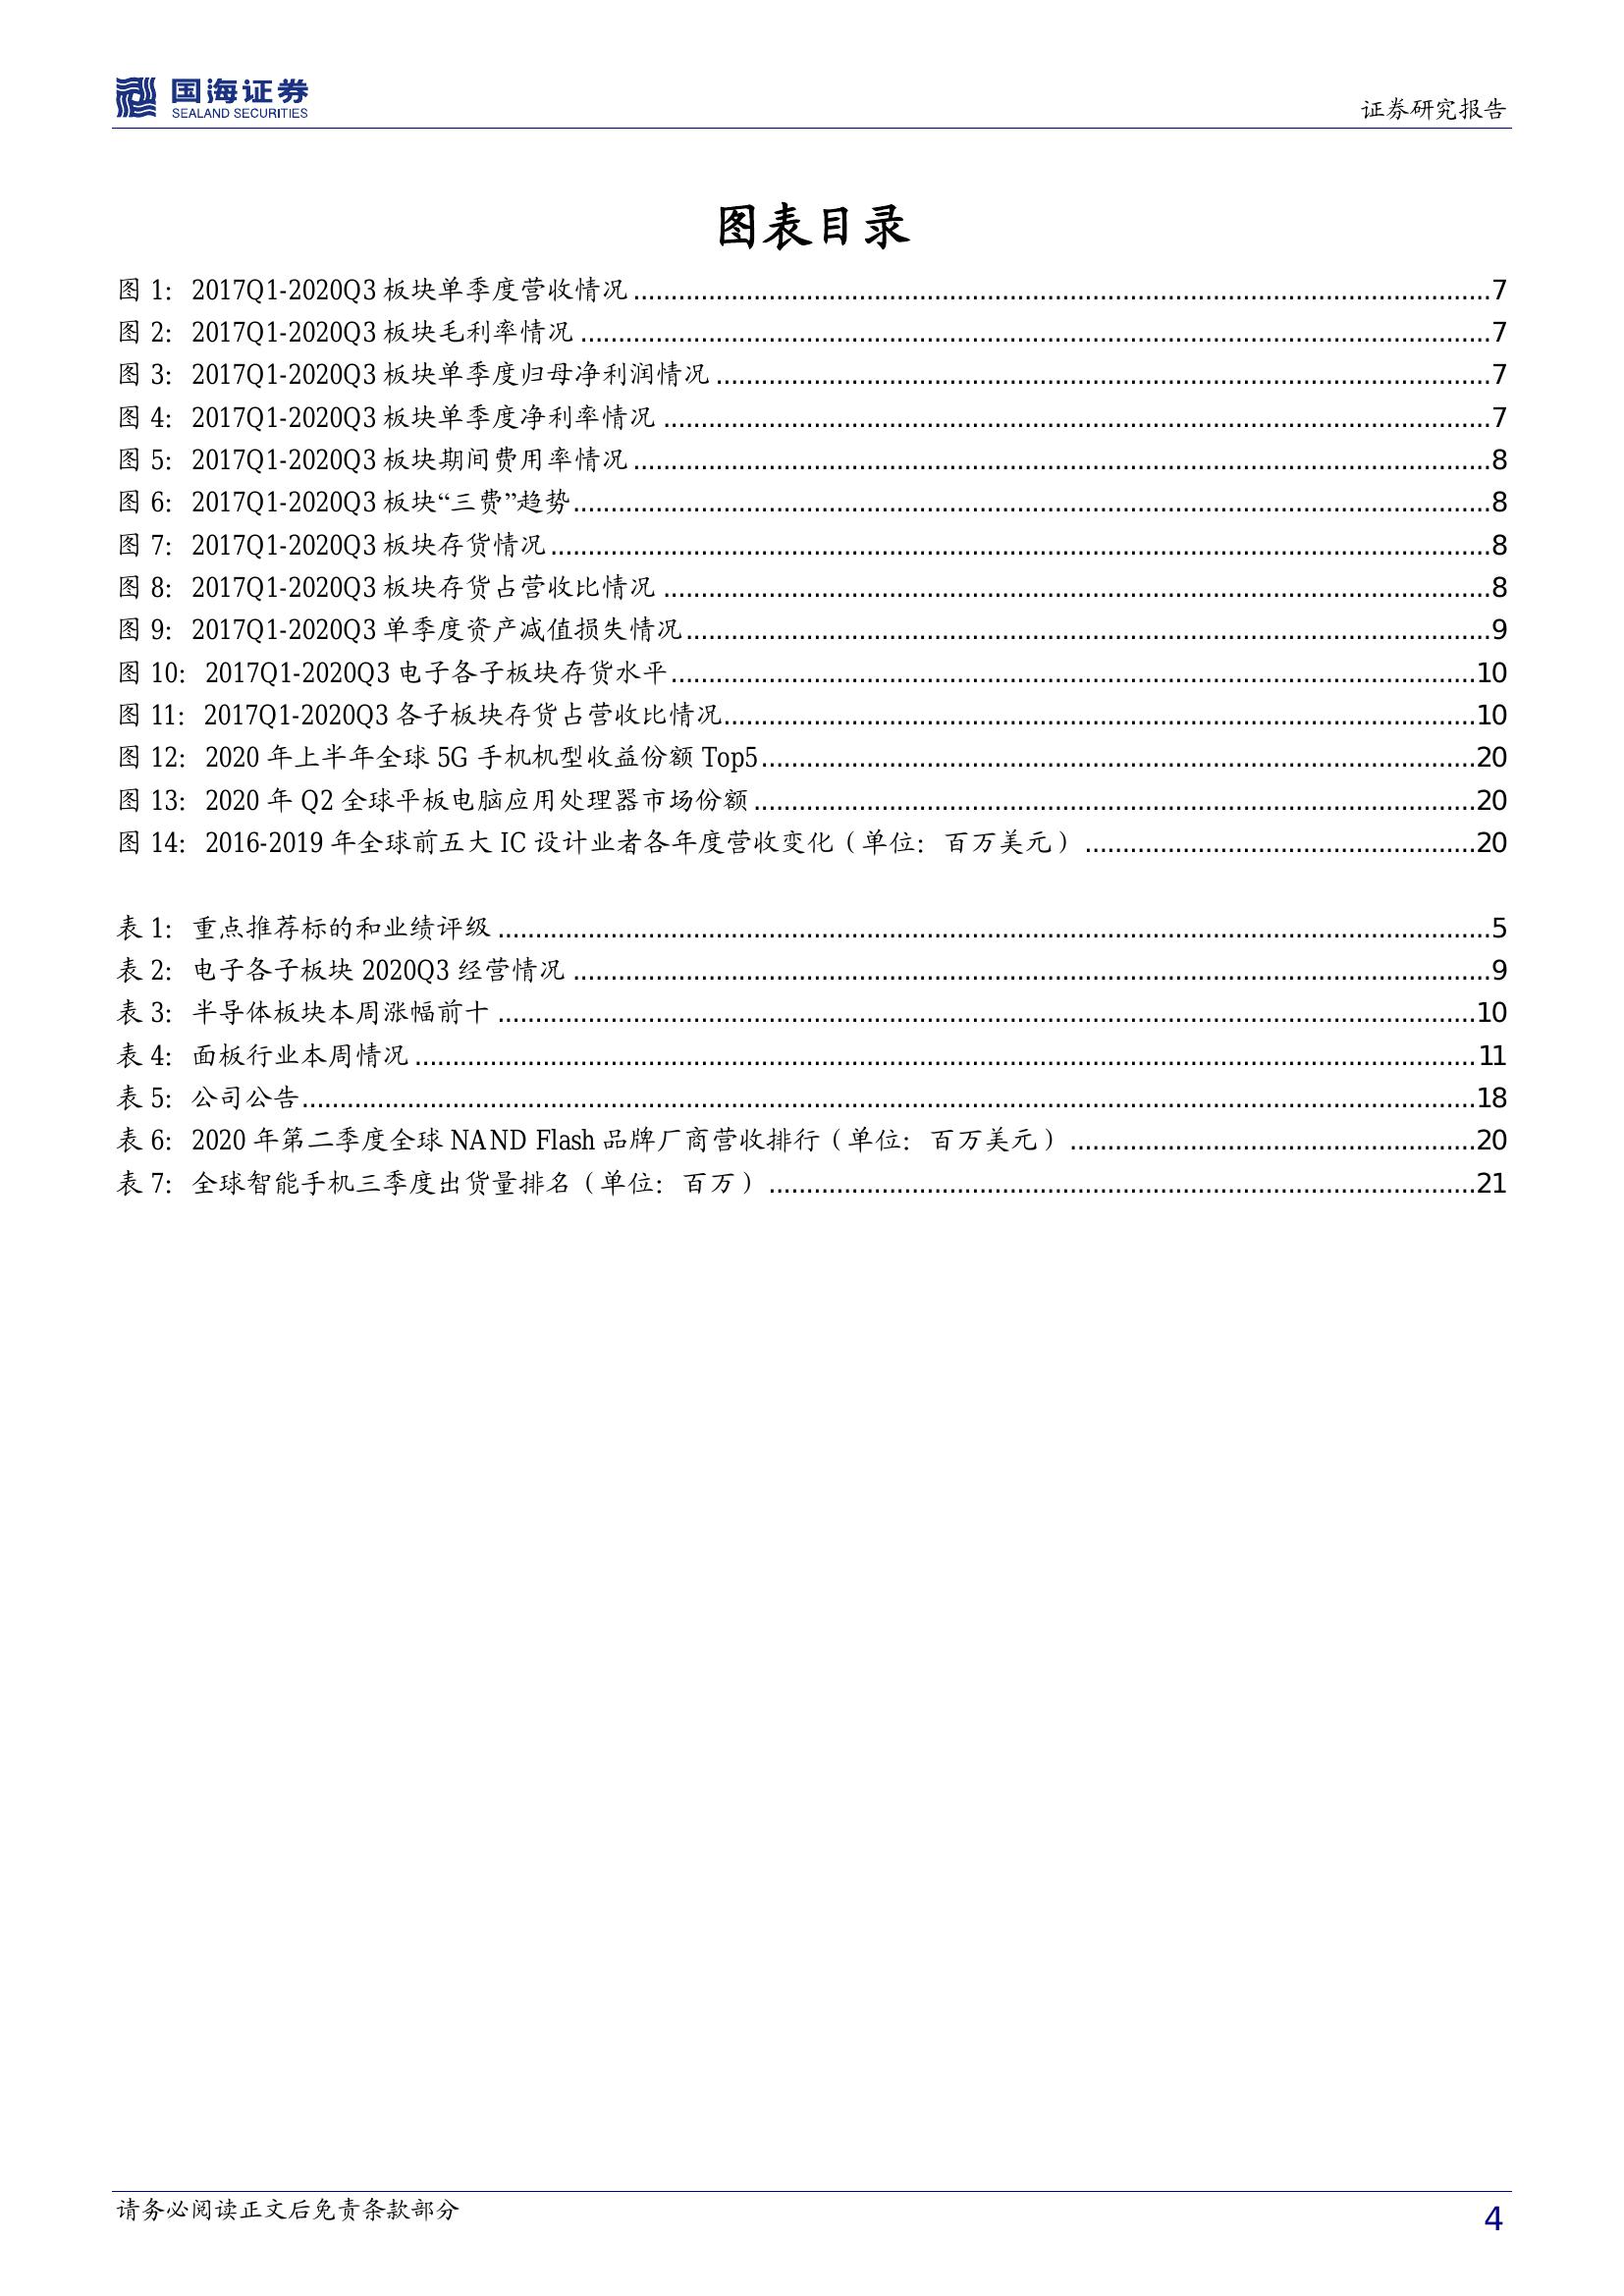 国海证券
SEALAND SECURITIES
证券研究报告
图表目录
图 1：2017Q1-2020Q3 板块单季度营收情况 ........ 7
图 2：2017Q1-2020Q3 板块毛利率情况 ........ 7
图 3：2017Q1-2020Q3 板块单季度归母净利润情况 ........ 7
图 4：2017Q1-2020Q3 板块单季度净利率情况 ........ 7
图 5：2017Q1-2020Q3 板块期间费用率情况 ........ 8
图 6：2017Q1-2020Q3 板块“三费”趋势 ........ 8
图 7：2017Q1-2020Q3 板块存货情况 ........ 8
图 8：2017Q1-2020Q3 板块存货占营收比情况 ........ 8
图 9：2017Q1-2020Q3 单季度资产减值损失情况 ........ 9
图 10：2017Q1-2020Q3 电子各子板块存货水平 ........ 10
图 11：2017Q1-2020Q3 各子板块存货占营收比情况 ........ 10
图 12：2020 年上半年全球 5G 手机机型收益份额 Top5 ........ 20
图 13：2020 年 Q2 全球平板电脑应用处理器市场份额 ........ 20
图 14：2016-2019 年全球前五大 IC 设计业者各年度营收变化（单位：百万美元） ........ 20
表 1：重点推荐标的和业绩评级 ........ 5
表 2：电子各子板块 2020Q3 经营情况 ........ 9
表 3：半导体板块本周涨幅前十 ........ 10
表 4：面板行业本周情况 ........ 11
表 5：公司公告 ........ 18
表 6：2020 年第二季度全球 NAND Flash 品牌厂商营收排行（单位：百万美元） ........ 20
表 7：全球智能手机三季度出货量排名（单位：百万） ........ 21
请务必阅读正文后免责条款部分
4